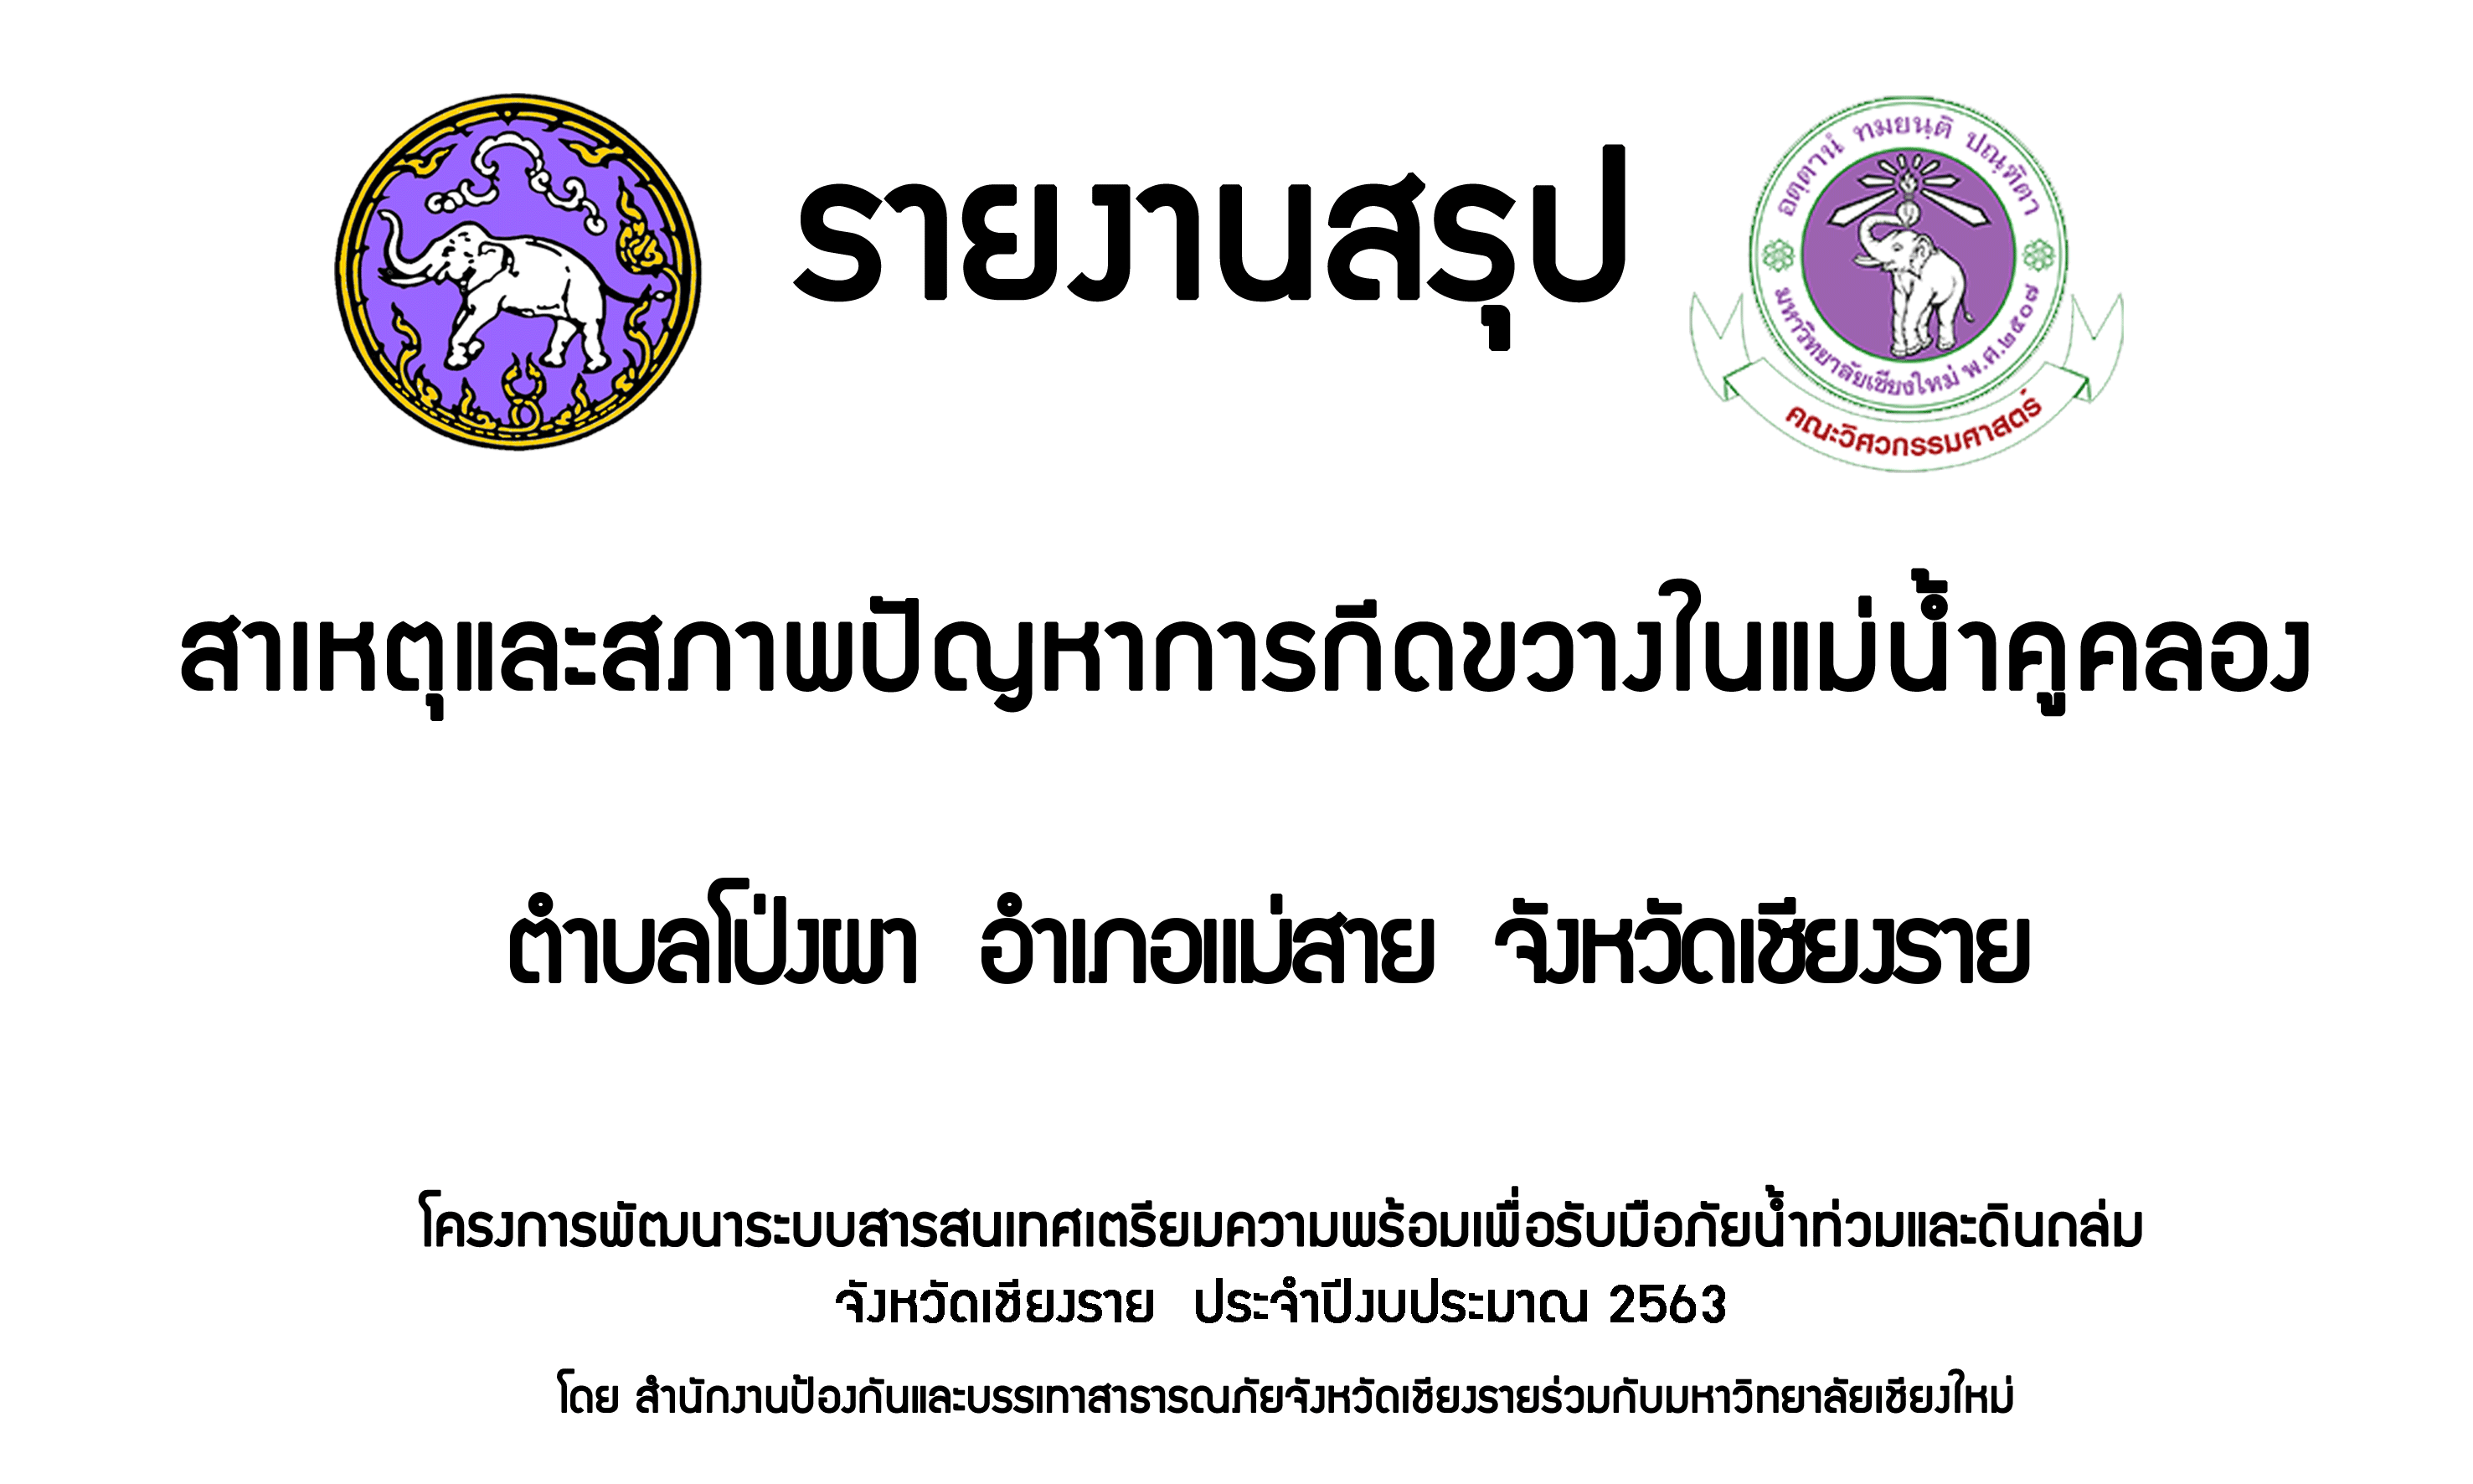 รายงานสรุป
อตฺตานํ ทมยนฺติ ปณฺฑิตา
มหาวิทยาลัยเชียงใหม่ พ.ศ.๒๕๐๗
คณะวิศวกรรมศาสตร์
สาเหตุและสภาพปัญหาการกีดขวางในแม่น้ำคูคลอง
ตำบลโป่งผา อำเภอแม่สาย จังหวัดเชียงราย
โครงการพัฒนาระบบสารสนเทศเตรียมความพร้อมเพื่อรับมือภัยน้ำท่วมและดินถล่ม
จังหวัดเชียงราย ประจำปีงบประมาณ 2563
โดย สำนักงานป้องกันและบรรเทาสาธารณภัยจังหวัดเชียงรายร่วมกับมหาวิทยาลัยเชียงใหม่